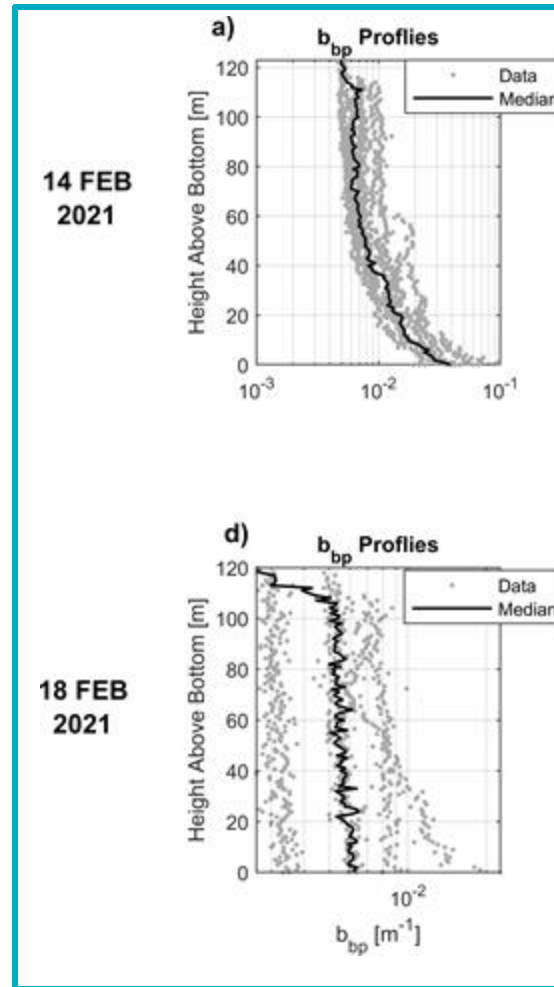 a)
b_bp Proflies
Data
Median
14 FEB
2021
Height Above Bottom [m]
120
100
80
60
40
20
0
10^-3
10^-2
10^-1
d)
b_bp Proflies
Data
Median
18 FEB
2021
Height Above Bottom [m]
120
100
80
60
40
20
0
10^-2
b_bp [m^-1]